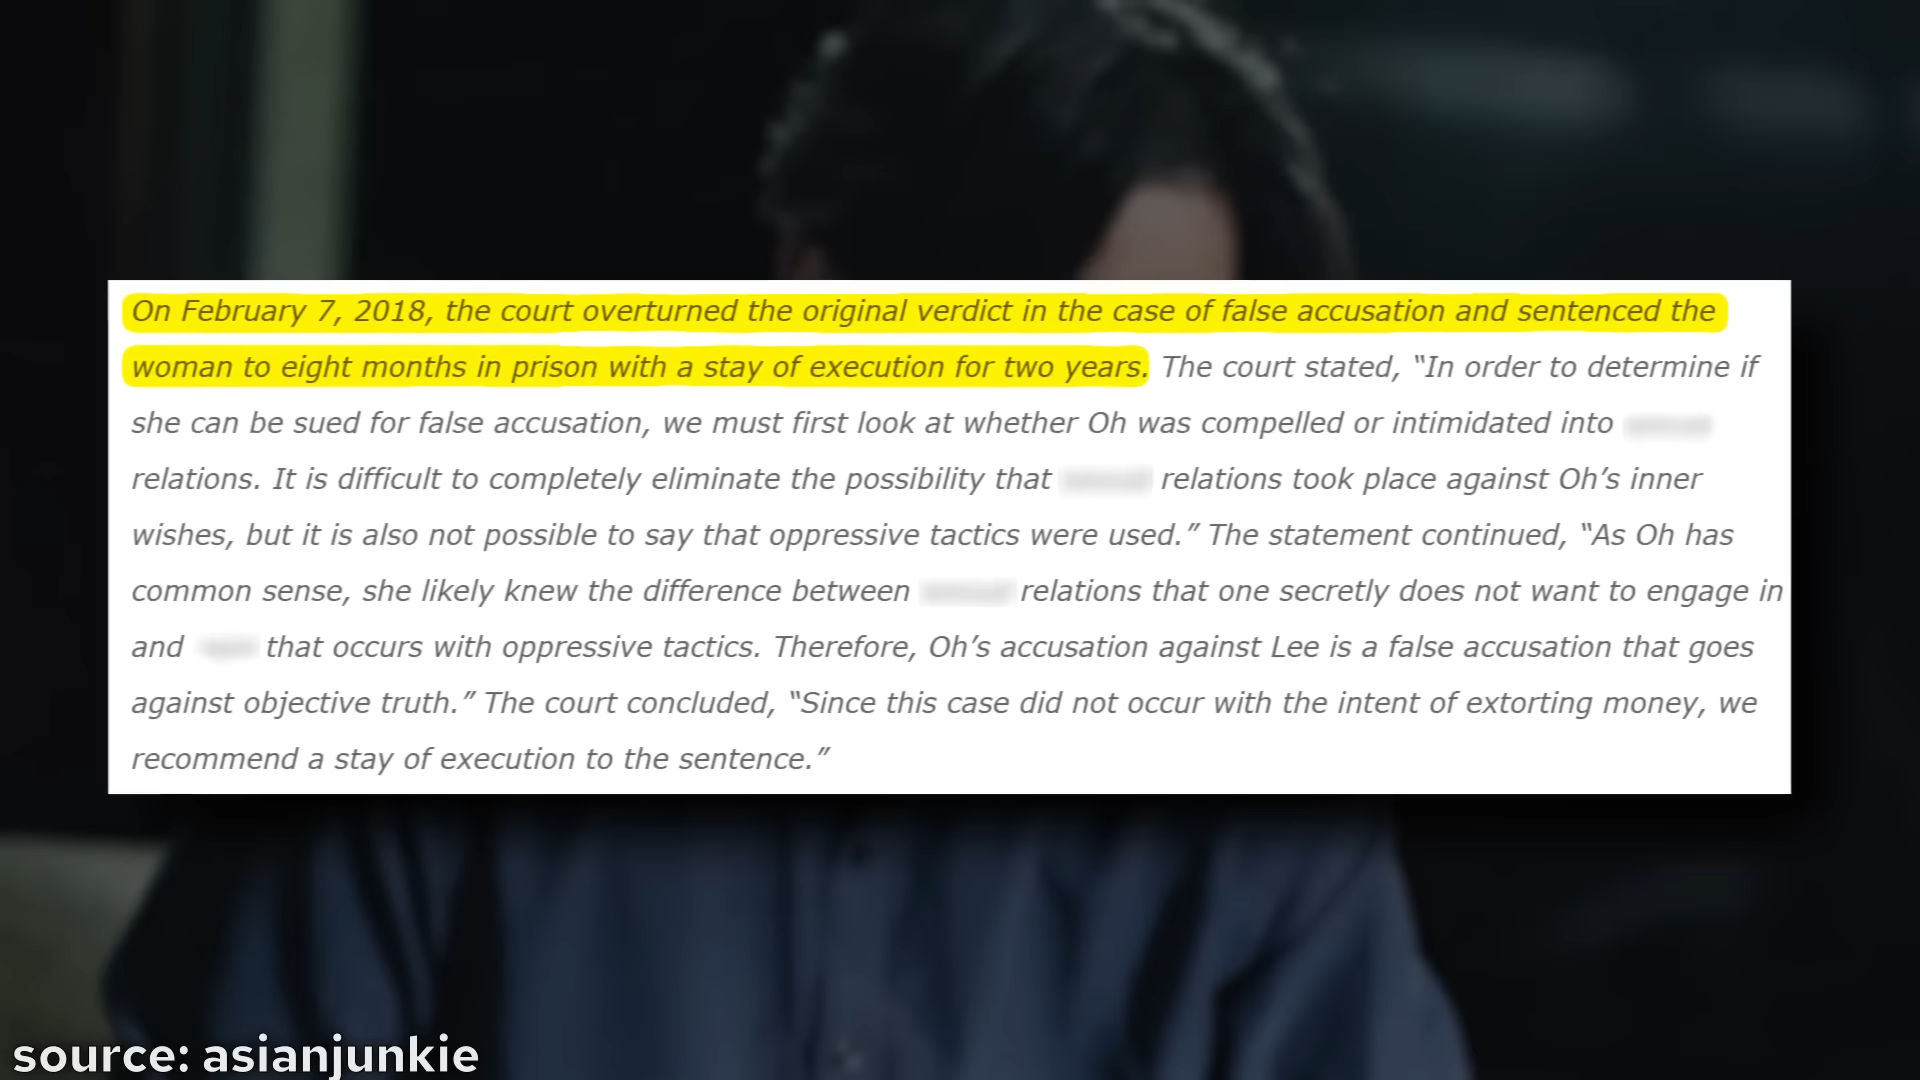 On February 7, 2018, the court overturned the original verdict in the case of false accusation and sentenced the
woman to eight months in prison with a stay of execution for two years. The court stated, “In order to determine if
she can be sued for false accusation, we must first look at whether Oh was compelled or intimidated into
relations. It is difficult to completely eliminate the possibility that relations took place against Oh’s inner
wishes, but it is also not possible to say that oppressive tactics were used.” The statement continued, “As Oh has
common sense, she likely knew the difference between relations that one secretly does not want to engage in
and that occurs with oppressive tactics. Therefore, Oh’s accusation against Lee is a false accusation that goes
against objective truth.” The court concluded, “Since this case did not occur with the intent of extorting money, we
recommend a stay of execution to the sentence.”
source: asianjunkie